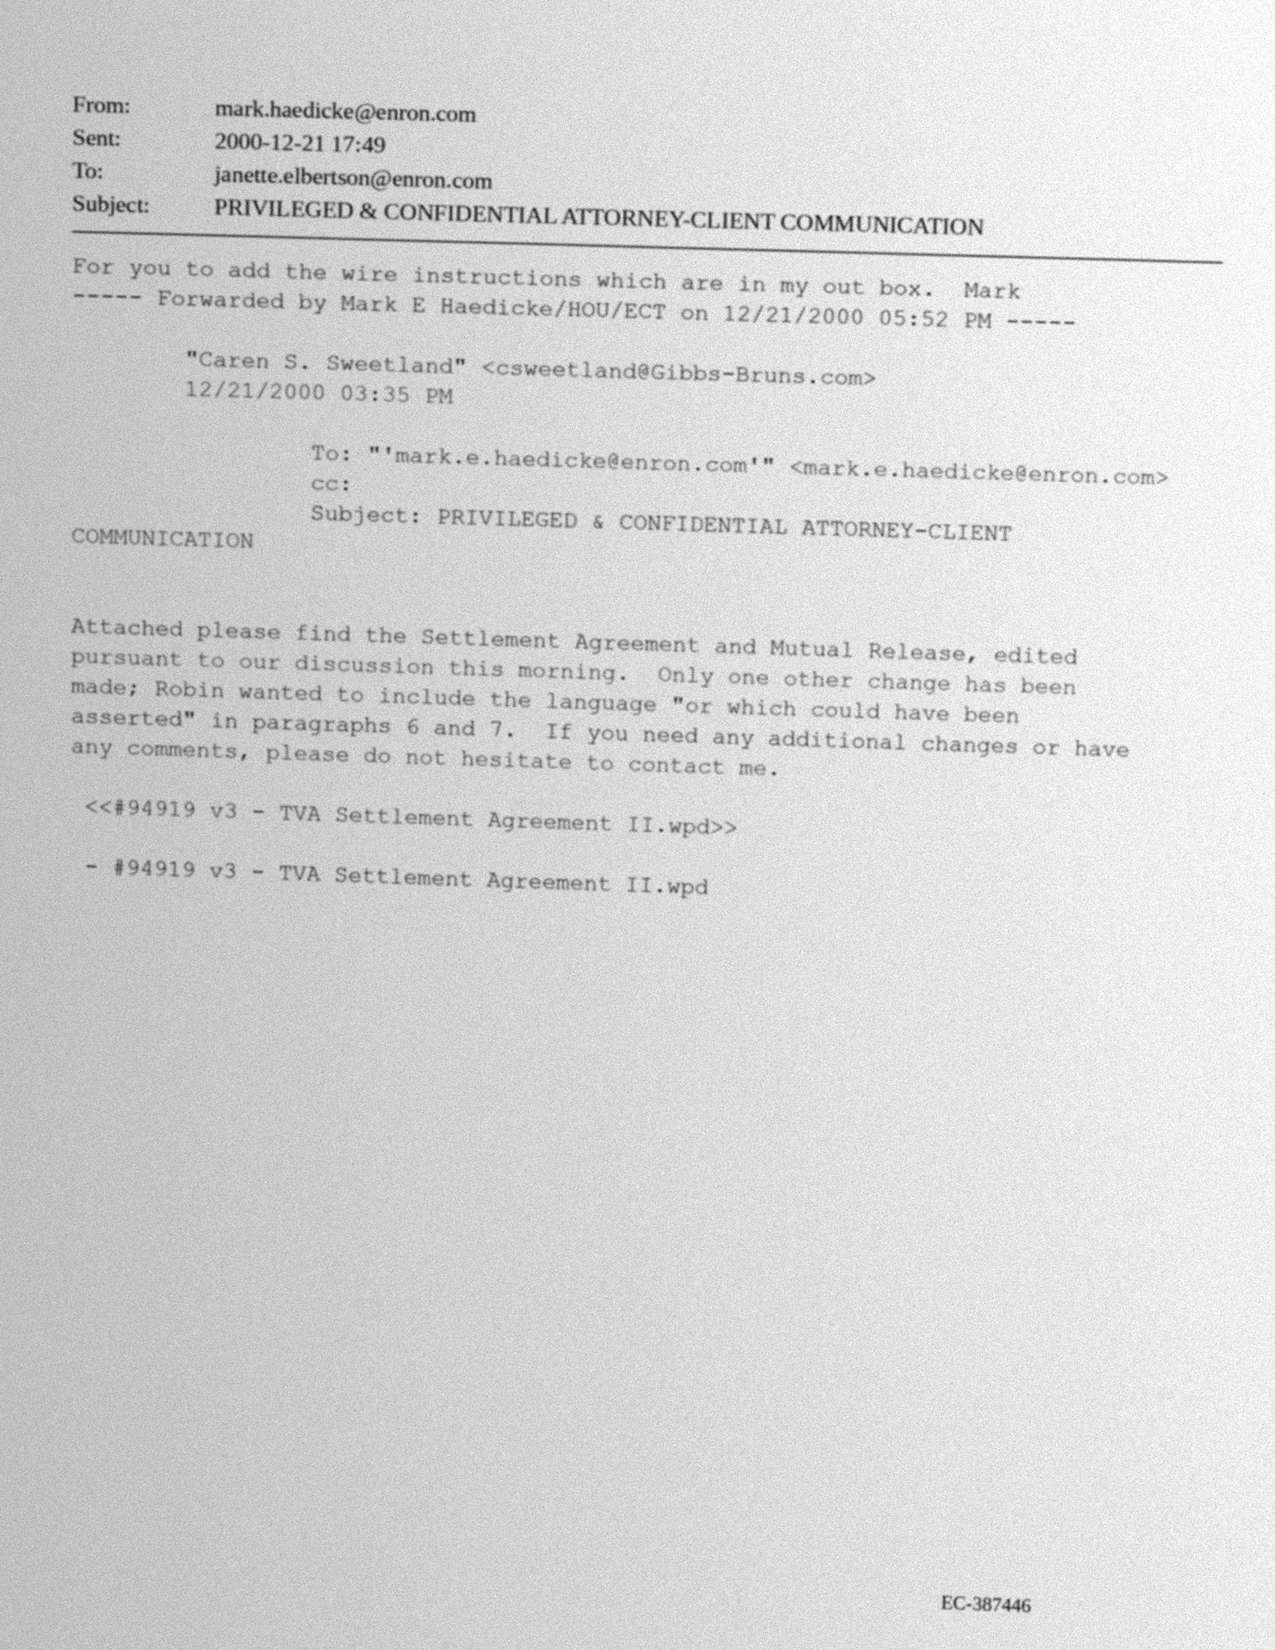 From: mark.haedicke@enron.com
Sent: 2000-12-21 17:49
To: janette.elbertson@enron.com
Subject: PRIVILEGED & CONFIDENTIAL ATTORNEY-CLIENT COMMUNICATION
For you to add the wire instructions which are in my out box.  Mark
----- Forwarded by Mark E Haedicke/HOU/ECT on 12/21/2000 05:52 PM -----
"Caren S. Sweetland" <csweetland@Gibbs-Bruns.com>
12/21/2000 03:35 PM
To: "'mark.e.haedicke@enron.com'" <mark.e.haedicke@enron.com>
cc:
Subject: PRIVILEGED & CONFIDENTIAL ATTORNEY-CLIENT
COMMUNICATION
Attached please find the Settlement Agreement and Mutual Release, edited
pursuant to our discussion this morning.  Only one other change has been
made; Robin wanted to include the language "or which could have been
asserted" in paragraphs 6 and 7.  If you need any additional changes or have
any comments, please do not hesitate to contact me.
<<#94919 v3 - TVA Settlement Agreement II.wpd>>
- #94919 v3 - TVA Settlement Agreement II.wpd
EC-387446